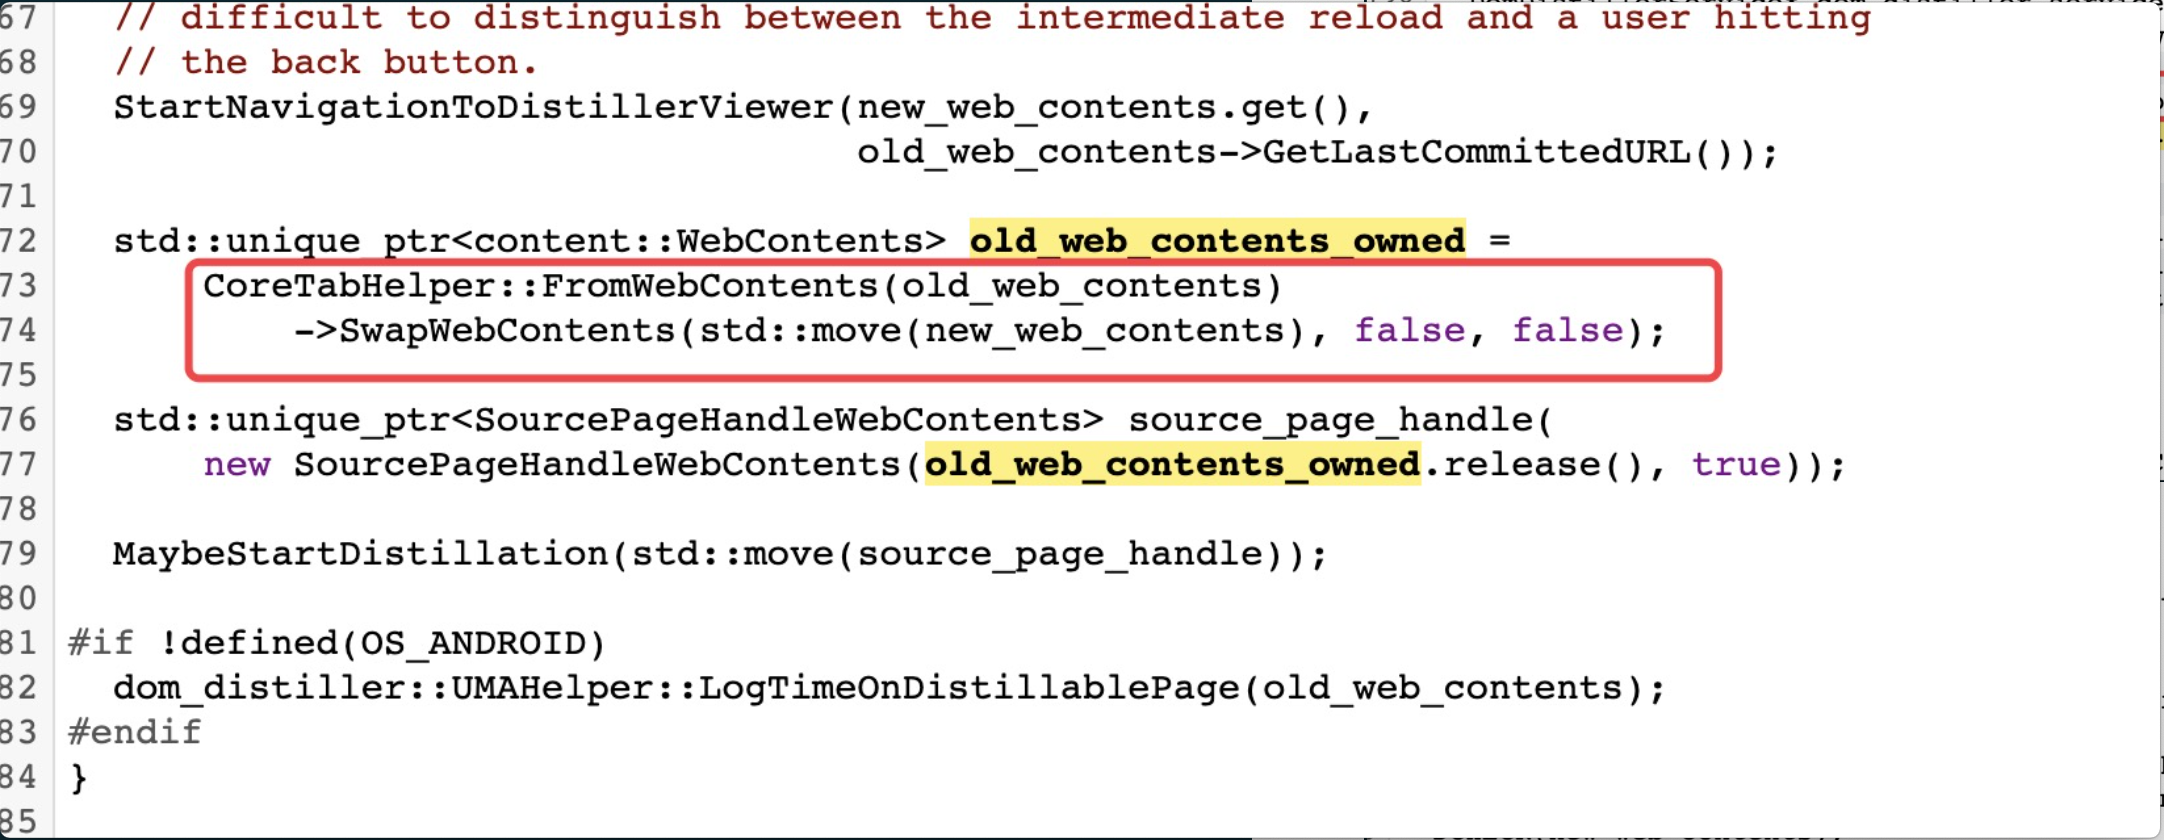 67 // difficult to distinguish between the intermediate reload and a user hitting
68 // the back button.
69 StartNavigationToDistillerViewer(new_web_contents.get(),
70 old_web_contents->GetLastCommittedURL());
71
72 std::unique_ptr<content::WebContents> old_web_contents_owned =
73 CoreTabHelper::FromWebContents(old_web_contents)
74 ->SwapWebContents(std::move(new_web_contents), false, false);
75
76 std::unique_ptr<SourcePageHandleWebContents> source_page_handle(
77 new SourcePageHandleWebContents(old_web_contents_owned.release(), true));
78
79 MaybeStartDistillation(std::move(source_page_handle));
80
81 #if !defined(OS_ANDROID)
82 dom_distiller::UMAHelper::LogTimeOnDistillablePage(old_web_contents);
83 #endif
84 }
85